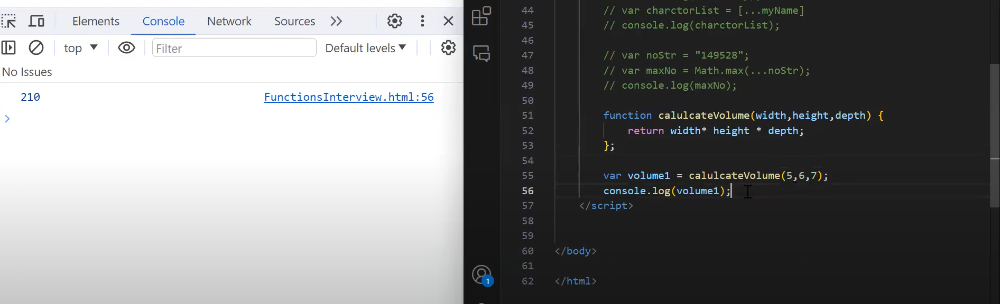 Elements Console Network Sources
top Filter Default levels
No Issues
210 FunctionsInterview.html:56
44 // var charctorList = [...myName]
45 // console.log(charctorList);
46
47 // var noStr = "149528";
48 // var maxNo = Math.max(...noStr);
49 // console.log(maxNo);
50
51 function calulcateVolume(width,height,depth) {
52 return width* height * depth;
53 };
54
55 var volume1 = calulcateVolume(5,6,7);
56 console.log(volume1);
57 </script>
58
59
60 </body>
61
62 </html>
1